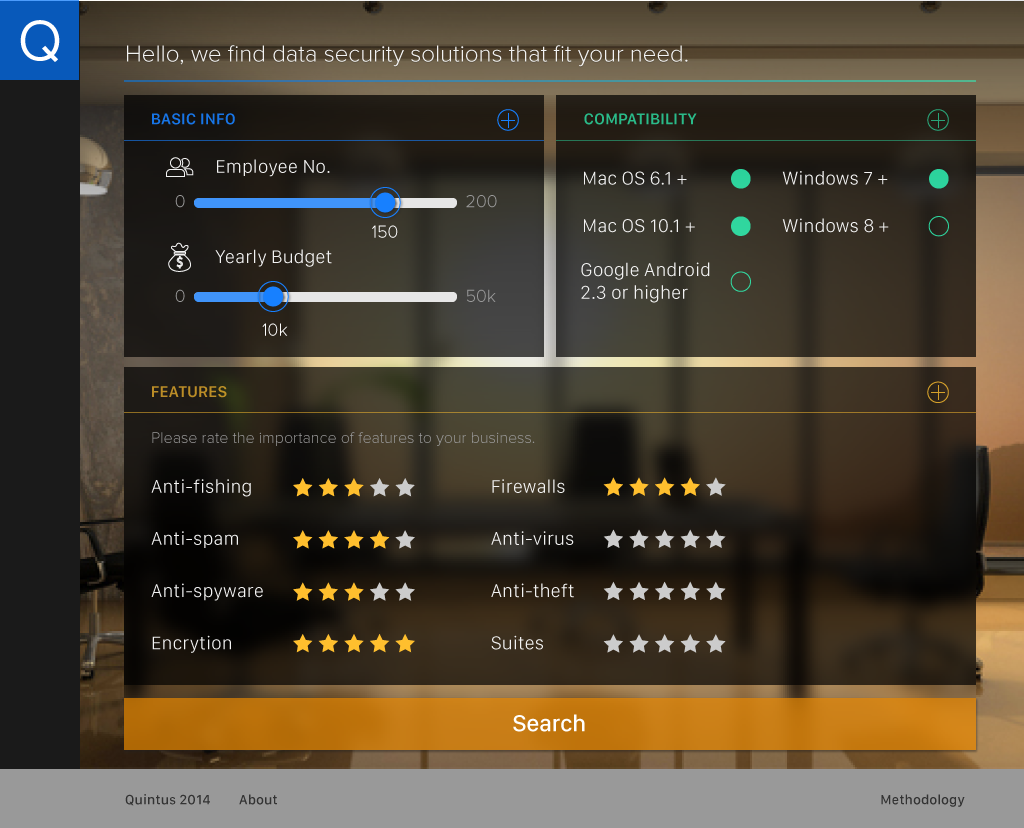 Q
Hello, we find data security solutions that fit your need.
BASIC INFO
Employee No.
0 200
150
Yearly Budget
$
0 50k
10k
COMPATIBILITY
Mac OS 6.1 + Windows 7 +
Mac OS 10.1 + Windows 8 +
Google Android
2.3 or higher
FEATURES
Please rate the importance of features to your business.
Anti-fishing Firewalls
Anti-spam Anti-virus
Anti-spyware Anti-theft
Encrytion Suites
Search
Quintus 2014 About Methodology